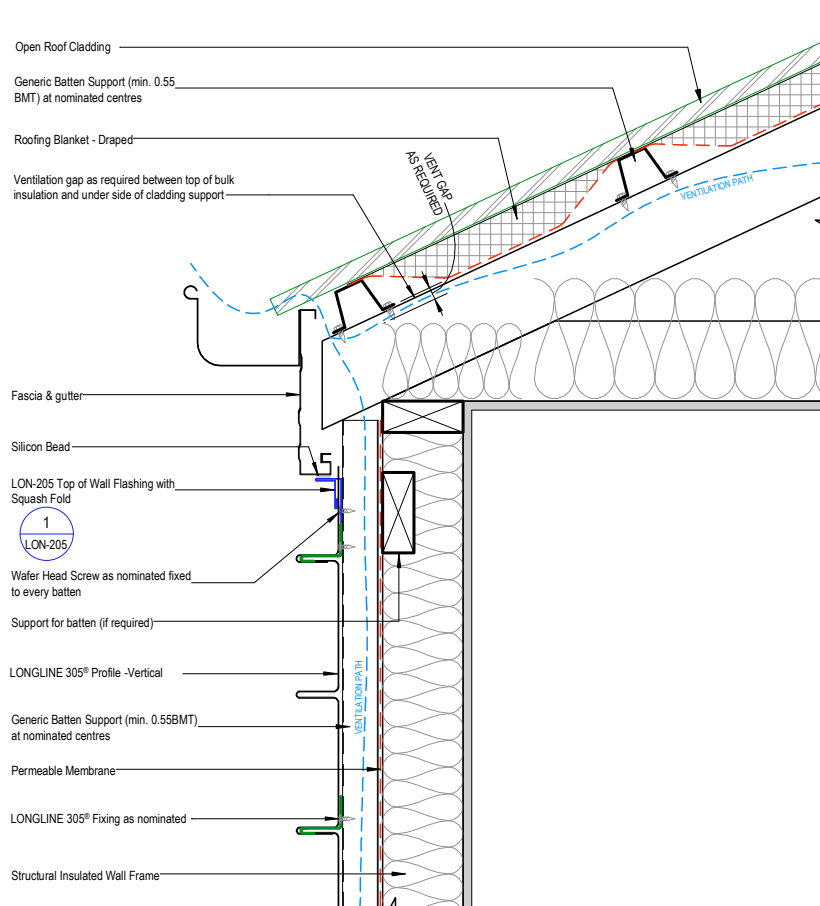 Open Roof Cladding
Generic Batten Support (min. 0.55
BMT) at nominated centres
Roofing Blanket - Draped
Ventilation gap as required between top of bulk
insulation and under side of cladding support
VENT GAP
AS REQUIRED
VENTILATION PATH
Fascia & gutter
Silicon Bead
LON-205 Top of Wall Flashing with
Squash Fold
1
LON-205
Wafer Head Screw as nominated fixed
to every batten
Support for batten (if required)
LONGLINE 305® Profile -Vertical
Generic Batten Support (min. 0.55BMT)
at nominated centres
VENTILATION PATH
Permeable Membrane
LONGLINE 305® Fixing as nominated
Structural Insulated Wall Frame